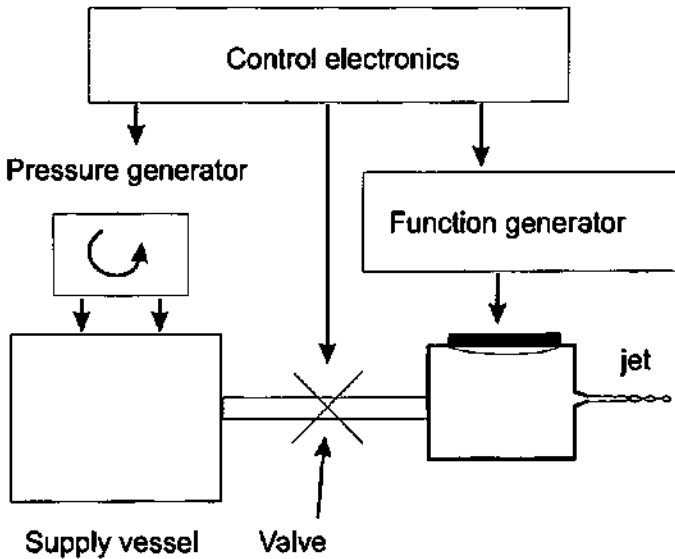 Control electronics
Pressure generator
Function generator
jet
Supply vessel
Valve